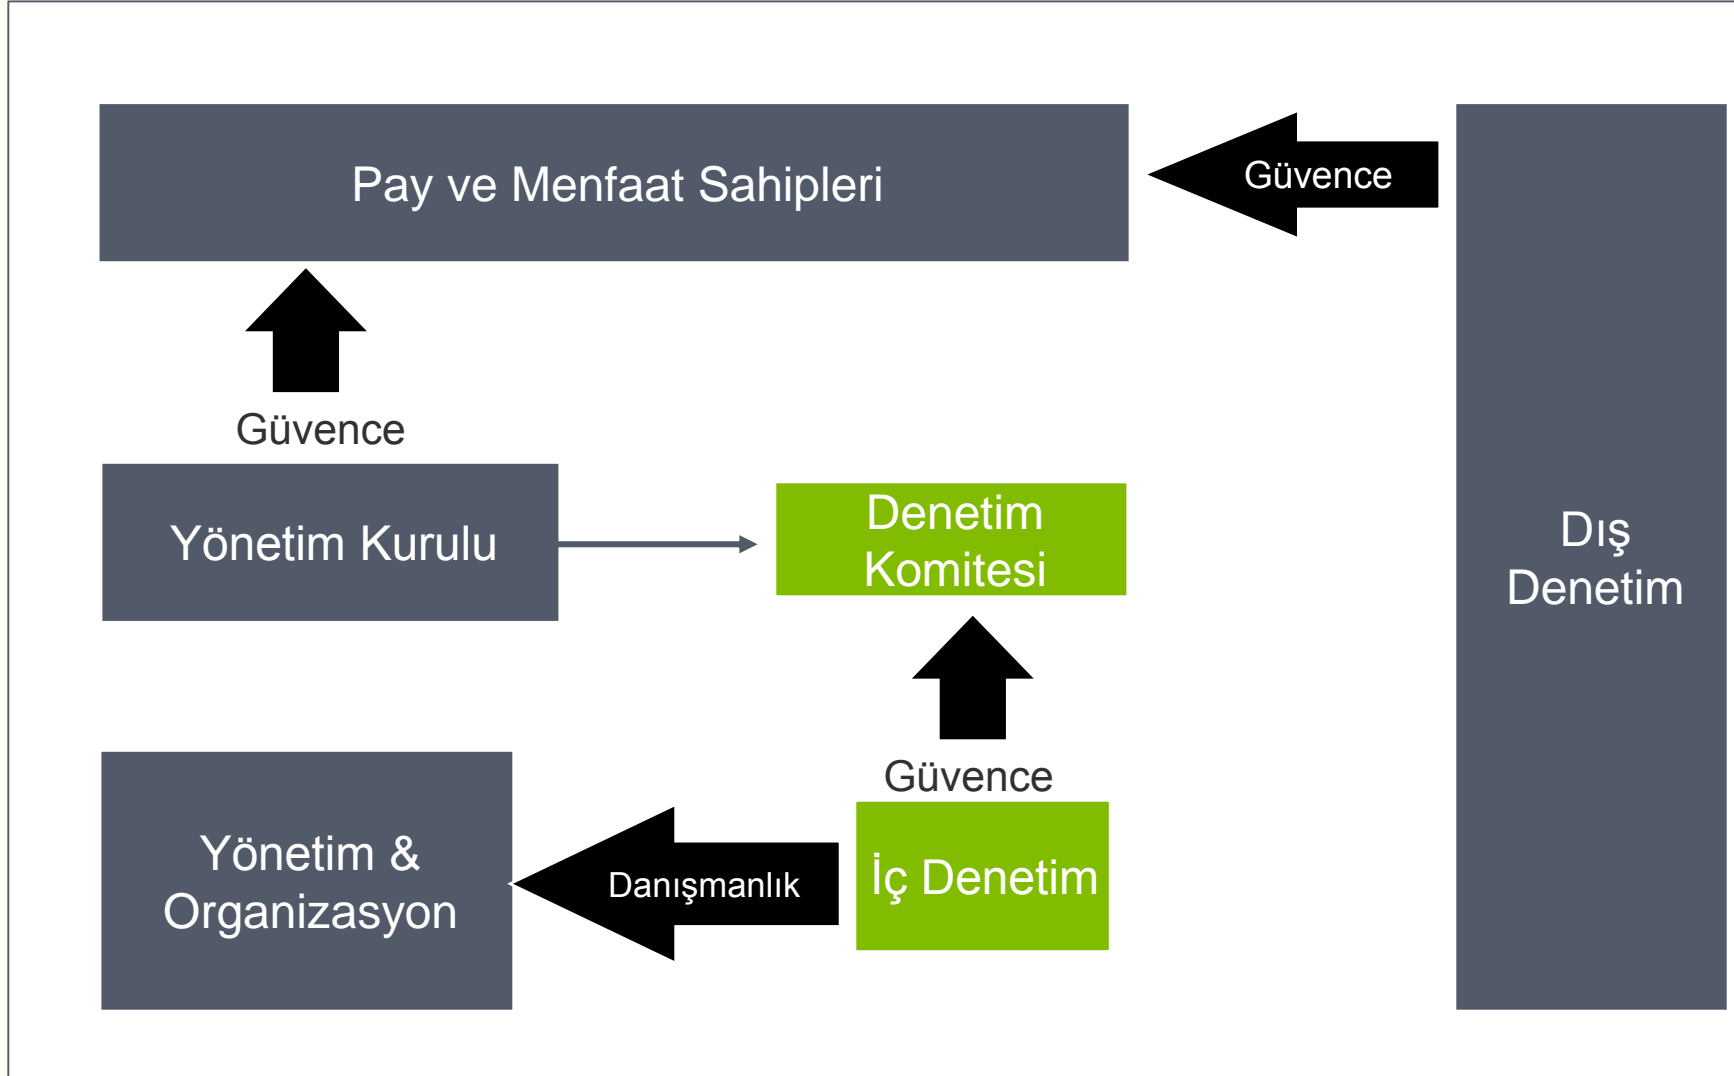 Pay ve Menfaat Sahipleri
Güvence
Güvence
Yönetim Kurulu
Denetim
Komitesi
Dış
Denetim
Güvence
Yönetim &
Organizasyon
Danışmanlık
İç Denetim